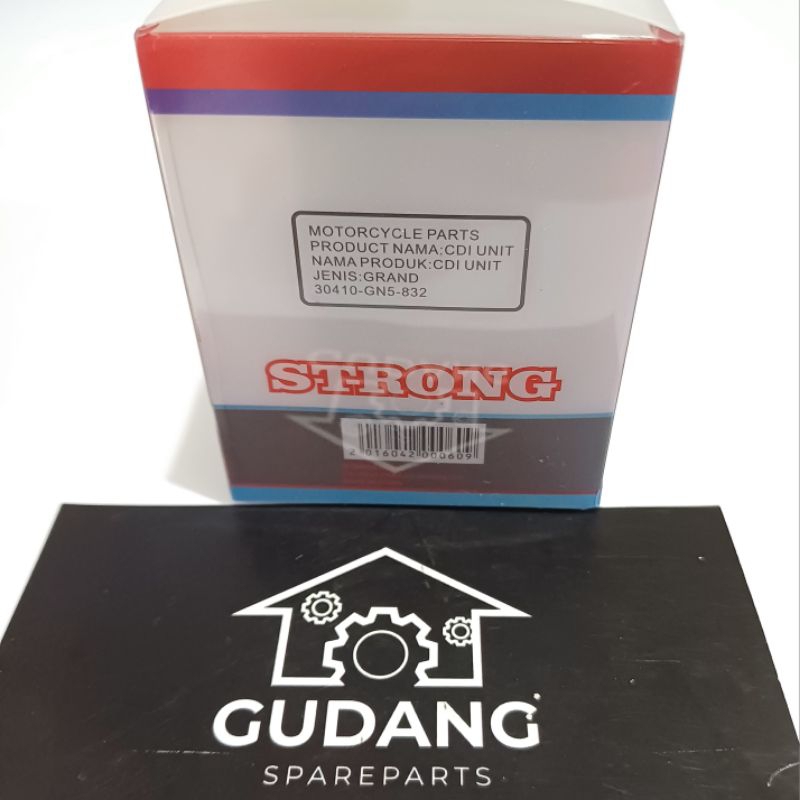 MOTORCYCLE PARTS
PRODUCT NAMA:CDI UNIT
NAMA PRODUK:CDI UNIT
JENIS:GRAND
30410-GN5-832
STRONG
2 016042 000609
GUDANG
SPAREPARTS